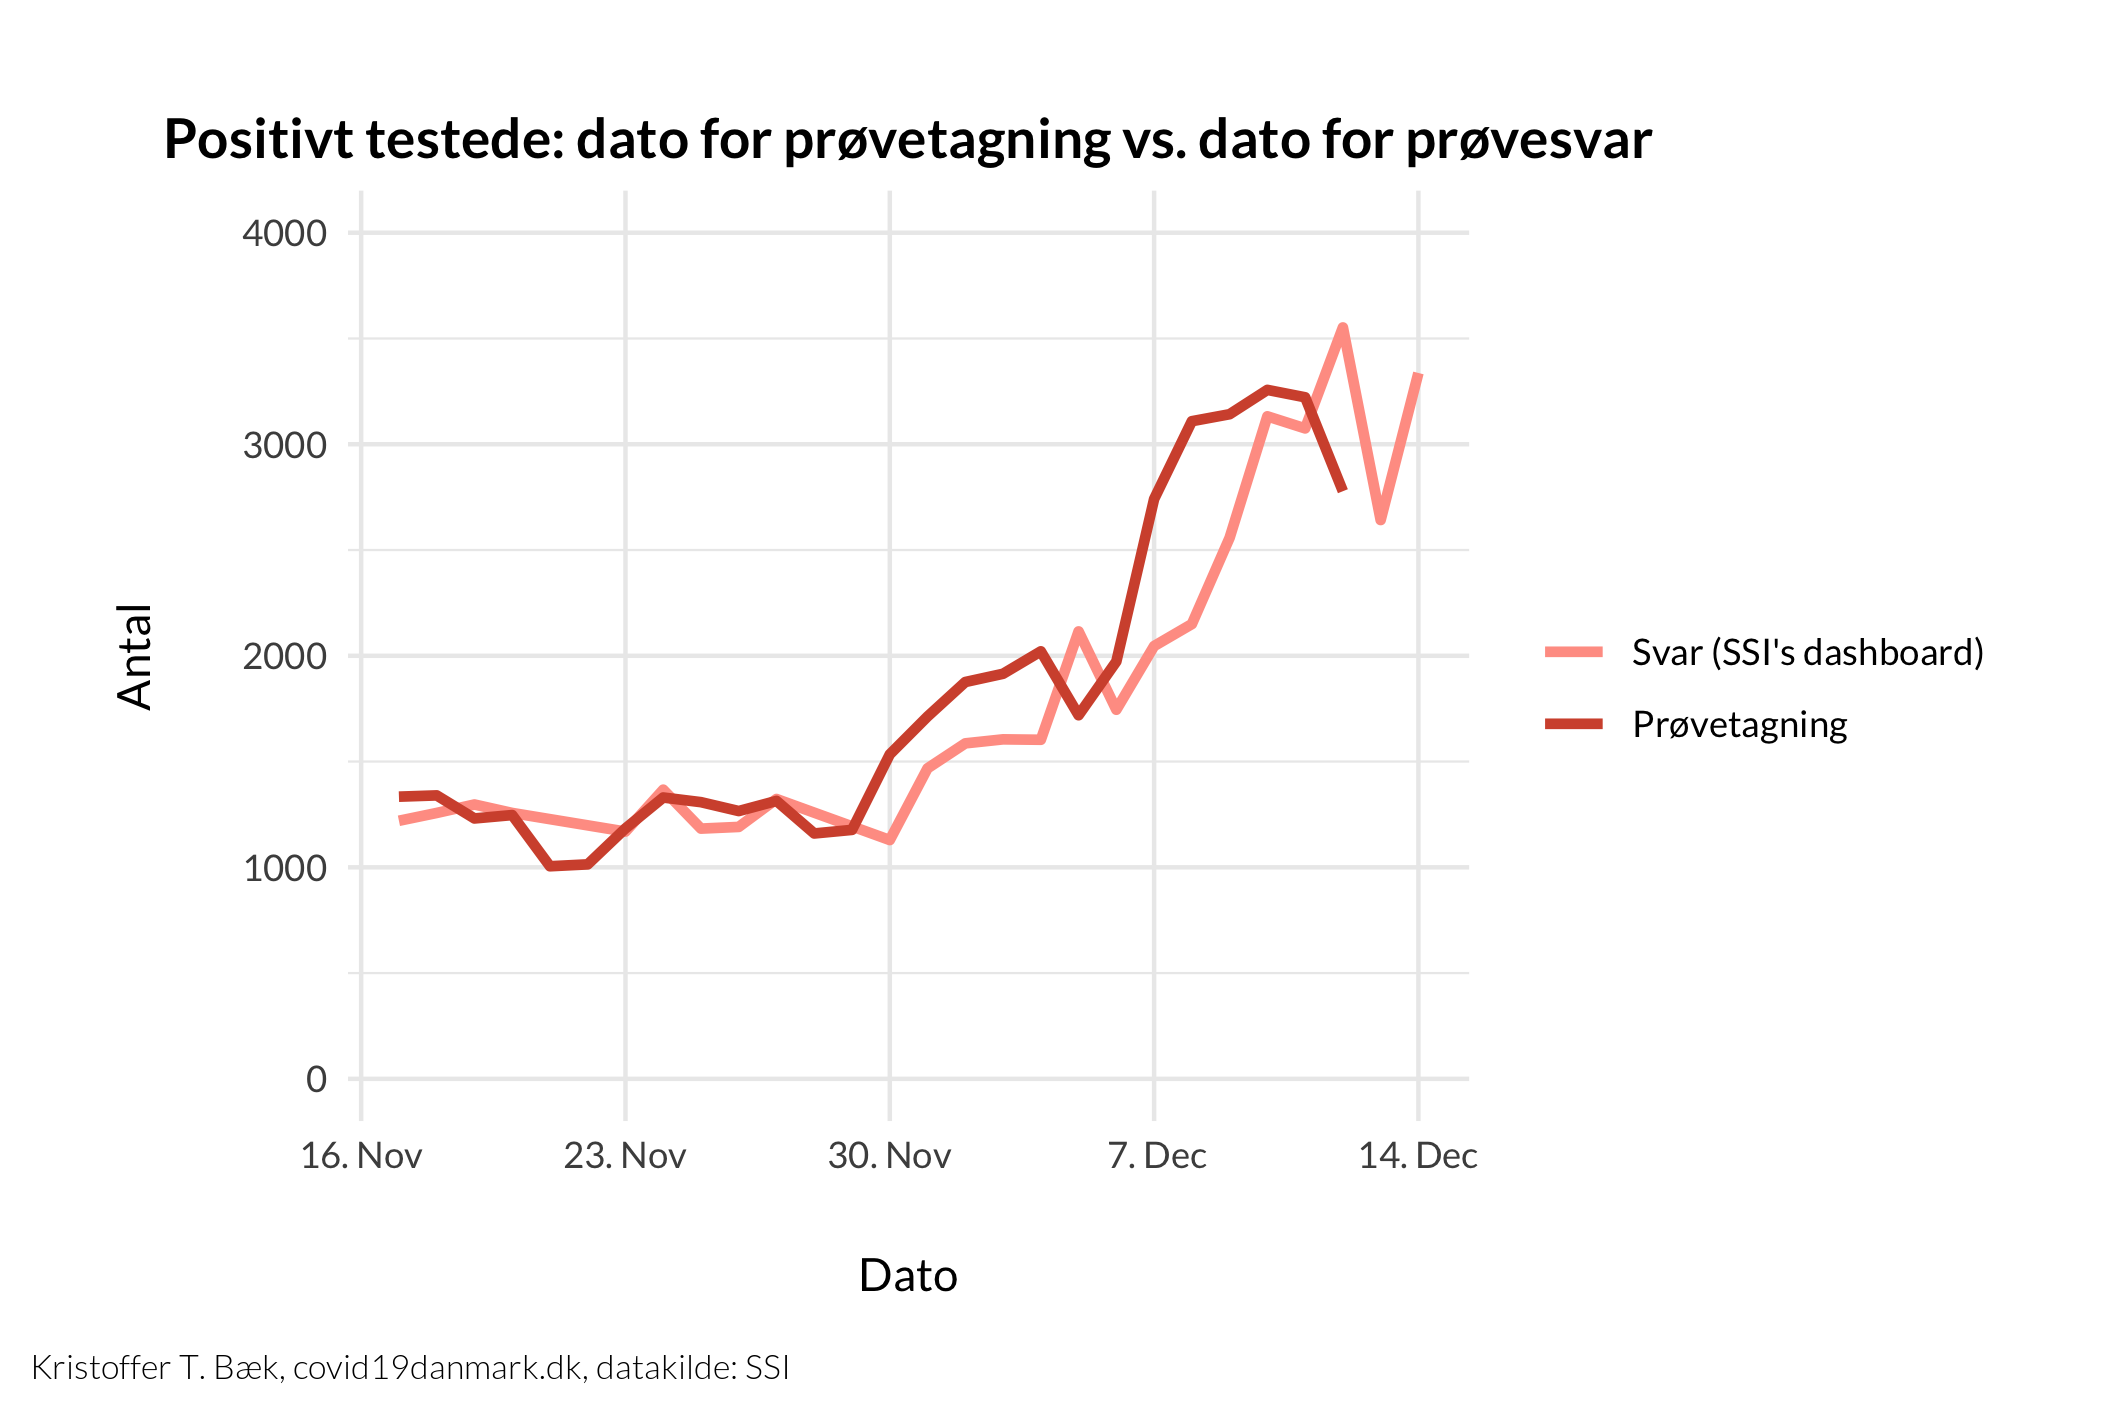 Positivt testede: dato for prøvetagning vs. dato for prøvesvar
4000
3000
2000
1000
0
Antal
16. Nov
23. Nov
30. Nov
7. Dec
14. Dec
Dato
Svar (SSI's dashboard)
Prøvetagning
Kristoffer T. Bæk, covid19danmark.dk, datakilde: SSI